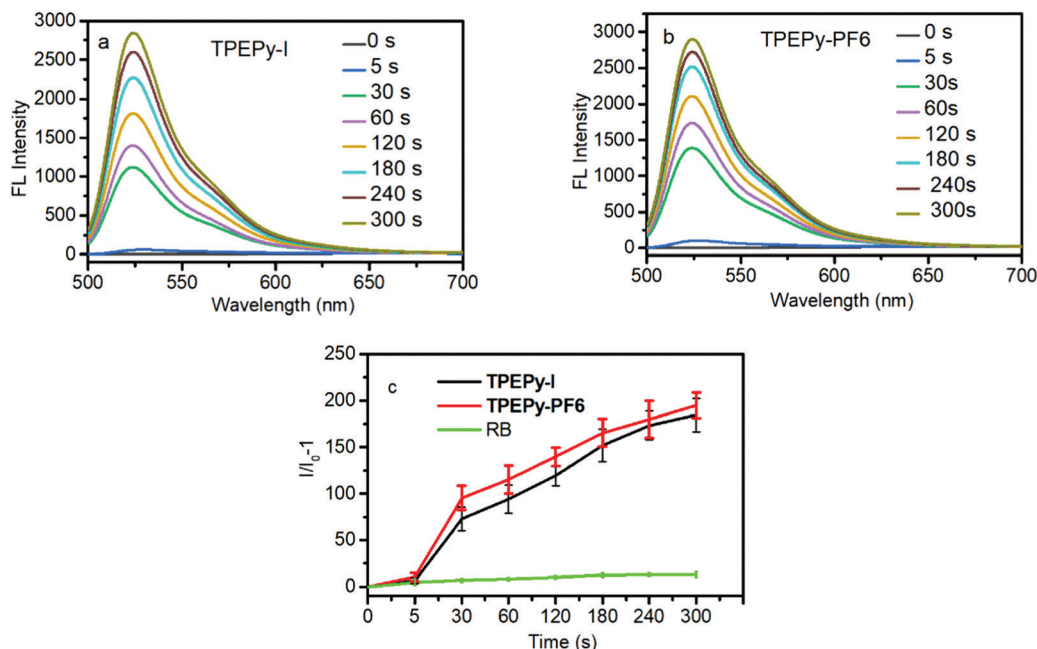 a
TPEPy-I
FL Intensity
3000
2500
2000
1500
1000
500
0
500
550
600
650
700
Wavelength (nm)
0 s
5 s
30 s
60 s
120 s
180 s
240 s
300 s
b
TPEPy-PF6
FL Intensity
3000
2500
2000
1500
1000
500
0
500
550
600
650
700
Wavelength (nm)
0 s
5 s
30s
60s
120 s
180 s
240s
300s
c
TPEPy-I
TPEPy-PF6
RB
I/I0-1
250
200
150
100
50
0
0
5
30
60
120
180
240
300
Time (s)